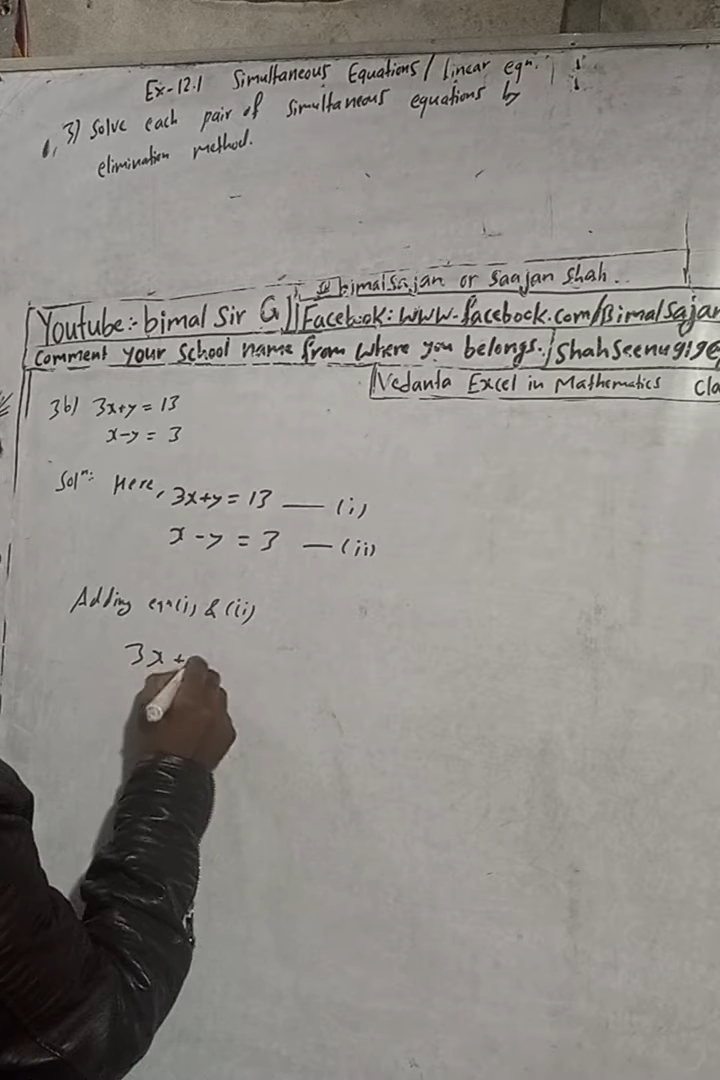 Ex-12.1 Simultaneous Equations / linear eqn.
3) Solve each pair of simultaneous equations by
elimination method.
@bimalsajan or Saajan Shah..
Youtube:- bimal Sir G
Facebook: www.facebook.com/Bimalsajan
Comment your School name from where you belongs./
Vedanta Excel in Mathematics Cla
3b) 3x+y = 13
x-y = 3
Solⁿ: Here, 3x+y = 13 — (i)
x - y = 3 — (ii)
Adding eqn(i) & (ii)
3x +